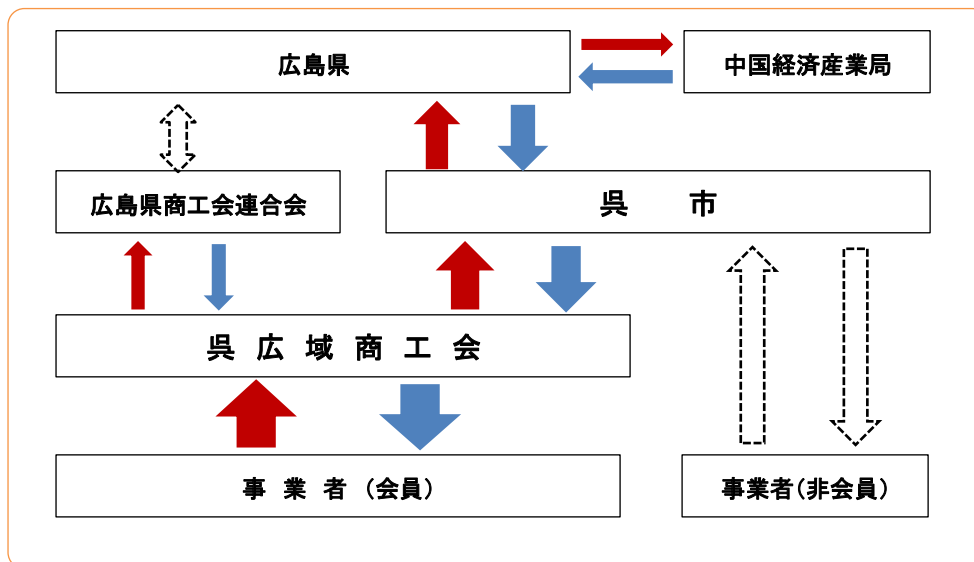 広島県
中国経済産業局
広島県商工会連合会
呉 市
呉広域商工会
事業者（会員）
事業者（非会員）